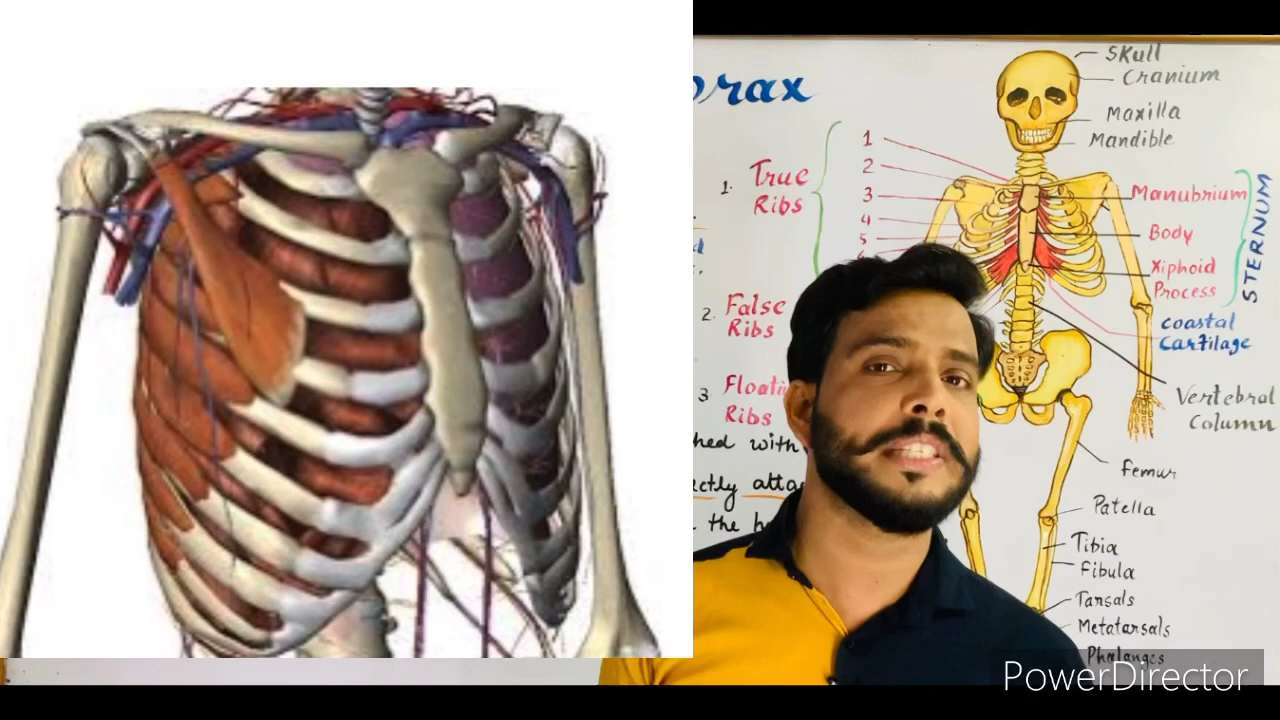 orax
1. True
Ribs
1
2
3
4
5
2. False
Ribs
3 Floati
Ribs
hed with
ectly atta
the h
Skull
Cranium
Maxilla
Mandible
Manubrium
Body
Xiphoid
Process
STERNUM
Coastal
Cartilage
Vertebral
Column
Femur
Patella
Tibia
Fibula
Tarsals
Metatarsals
Phalanges
PowerDirector